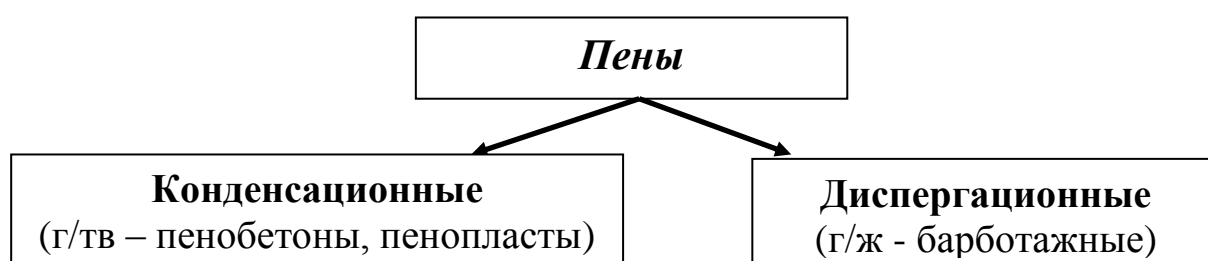 Пены
Конденсационные
(г/тв – пенобетоны, пенопласты)
Диспергационные
(г/ж - барботажные)